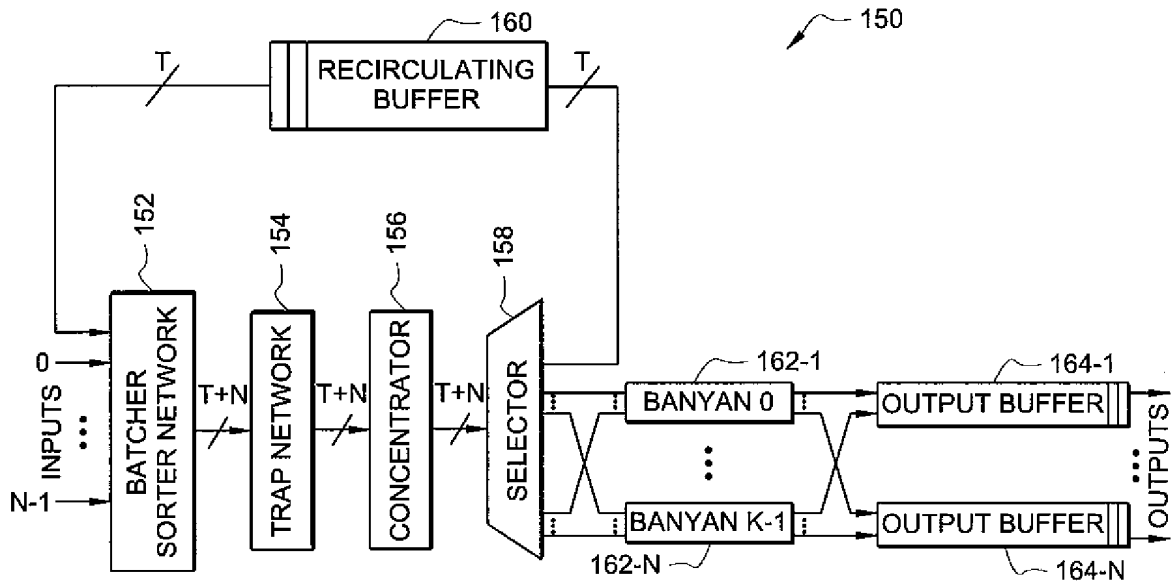 160
150
T
RECIRCULATING
BUFFER
T
152
154
156
158
0
INPUTS
N-1
BATCHER
SORTER NETWORK
T+N
TRAP NETWORK
T+N
CONCENTRATOR
T+N
SELECTOR
162-1
BANYAN 0
BANYAN K-1
162-N
164-1
OUTPUT BUFFER
OUTPUT BUFFER
164-N
OUTPUTS